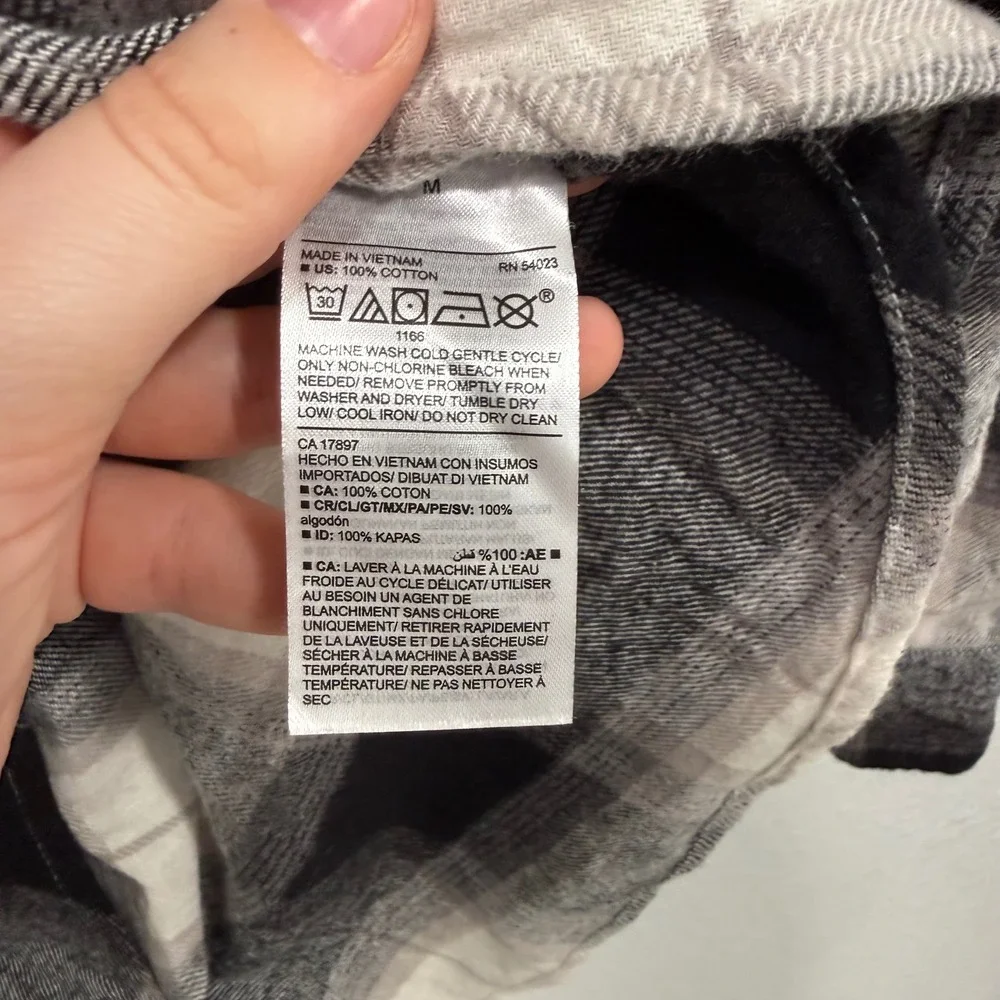 M
MADE IN VIETNAM RN 54023
■ US: 100% COTTON
30 ®
1166
MACHINE WASH COLD GENTLE CYCLE/
ONLY NON-CHLORINE BLEACH WHEN
NEEDED/ REMOVE PROMPTLY FROM
WASHER AND DRYER/ TUMBLE DRY
LOW/ COOL IRON/ DO NOT DRY CLEAN
CA 17897
HECHO EN VIETNAM CON INSUMOS
IMPORTADOS/ DIBUAT DI VIETNAM
■ CA: 100% COTON
■ CR/CL/GT/MX/PA/PE/SV: 100%
algodón
■ ID: 100% KAPAS
■ AE: 100% قطن
■ CA: LAVER À LA MACHINE À L'EAU
FROIDE AU CYCLE DÉLICAT/ UTILISER
AU BESOIN UN AGENT DE
BLANCHIMENT SANS CHLORE
UNIQUEMENT/ RETIRER RAPIDEMENT
DE LA LAVEUSE ET DE LA SÉCHEUSE/
SÉCHER À LA MACHINE À BASSE
TEMPÉRATURE/ REPASSER À BASSE
TEMPÉRATURE/ NE PAS NETTOYER À
SEC